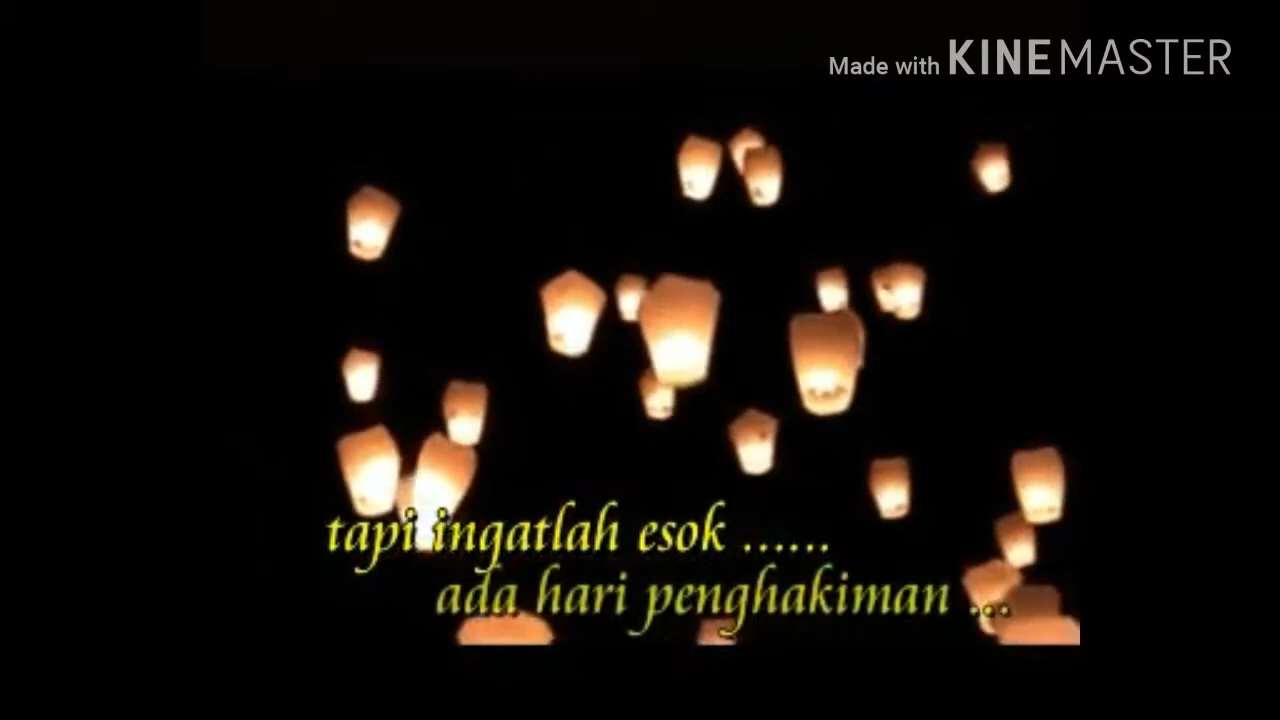 Made with KINEMASTER
tapi ingatlah esok ......
ada hari penghakiman ...